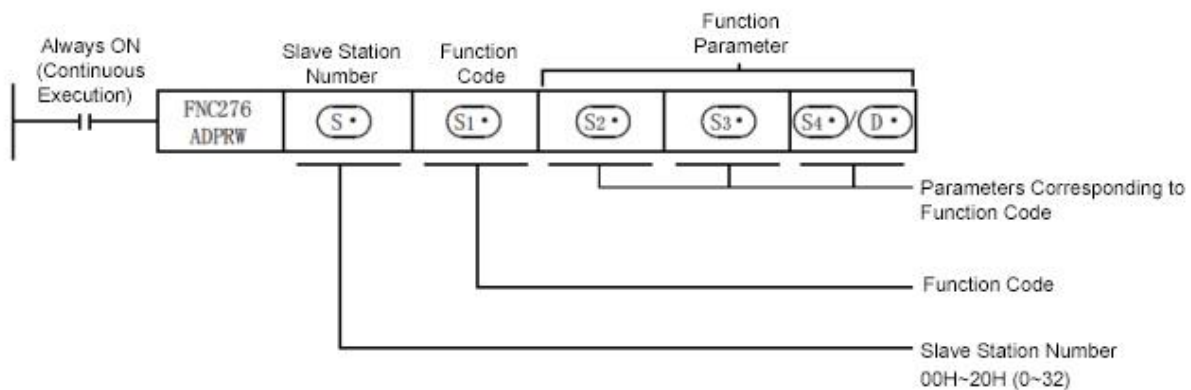 Function
Parameter
Always ON
(Continuous
Execution)
Slave Station
Number
Function
Code
FNC276
ADPRW
S•
S1•
S2•
S3•
S4•/D•
Parameters Corresponding to
Function Code
Function Code
Slave Station Number
00H~20H (0~32)